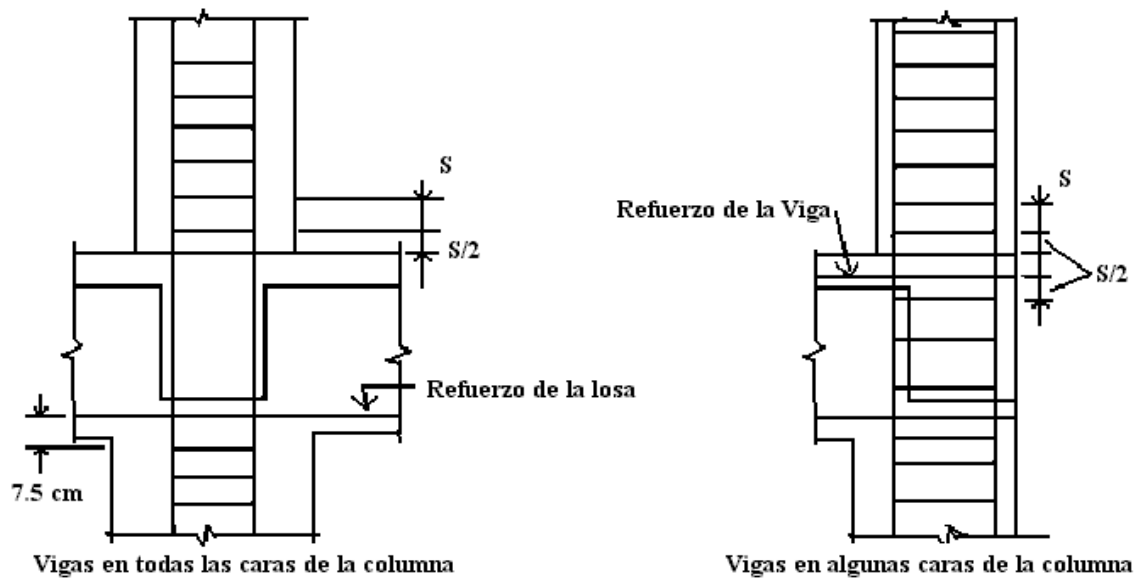 S
S/2
Refuerzo de la losa
7.5 cm
Vigas en todas las caras de la columna
S
Refuerzo de la Viga
S/2
Vigas en algunas caras de la columna